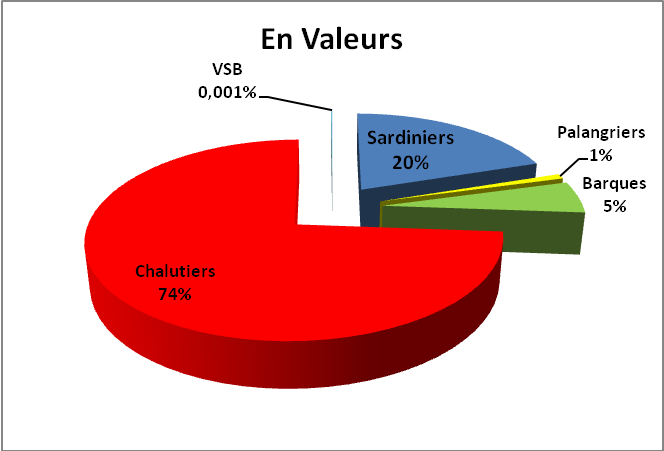 En Valeurs
VSB
0,001%
Sardiniers
20%
Palangriers
1%
Barques
5%
Chalutiers
74%